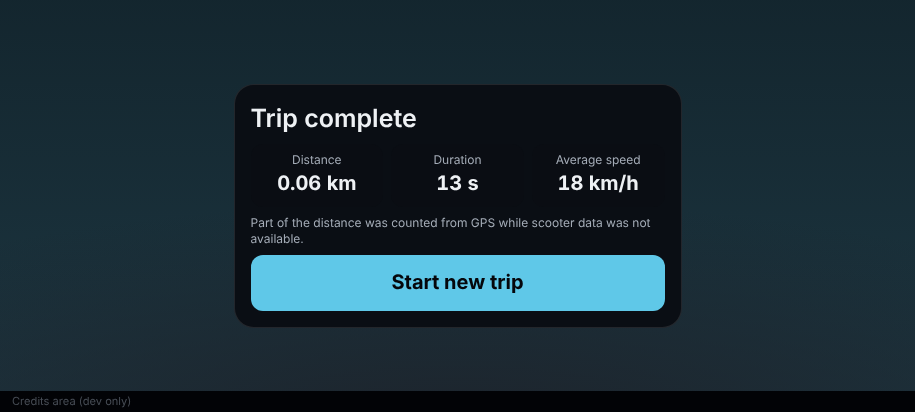 Trip complete
Distance Duration Average speed
0.06 km 13 s 18 km/h
Part of the distance was counted from GPS while scooter data was not
available.
Start new trip
Credits area (dev only)